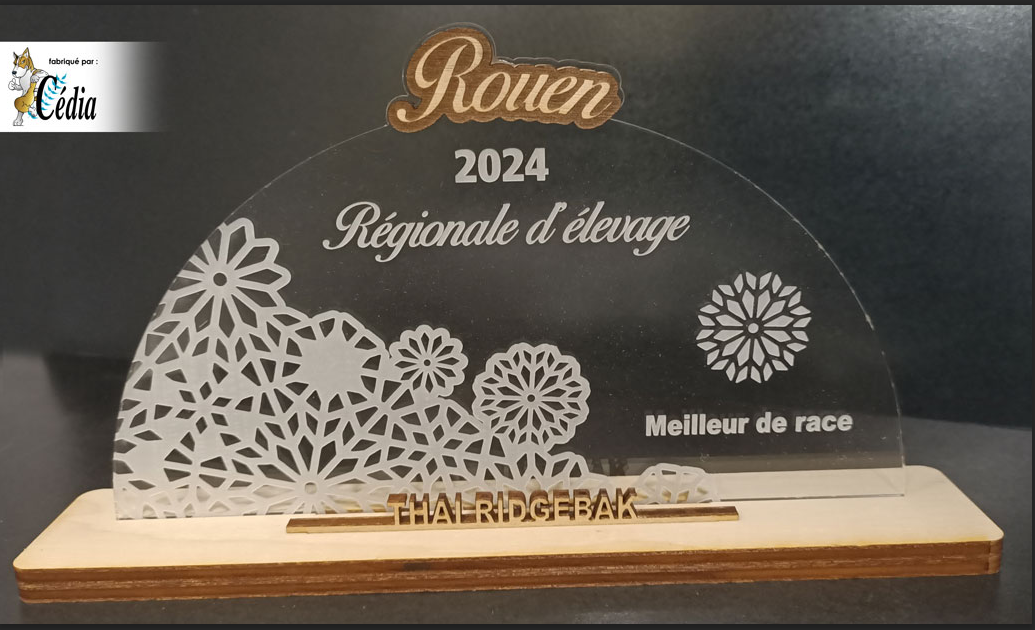 fabriqué par :
Cédia
Rouen
2024
Régionale d'élevage
Meilleur de race
THAI RIDGEBAK